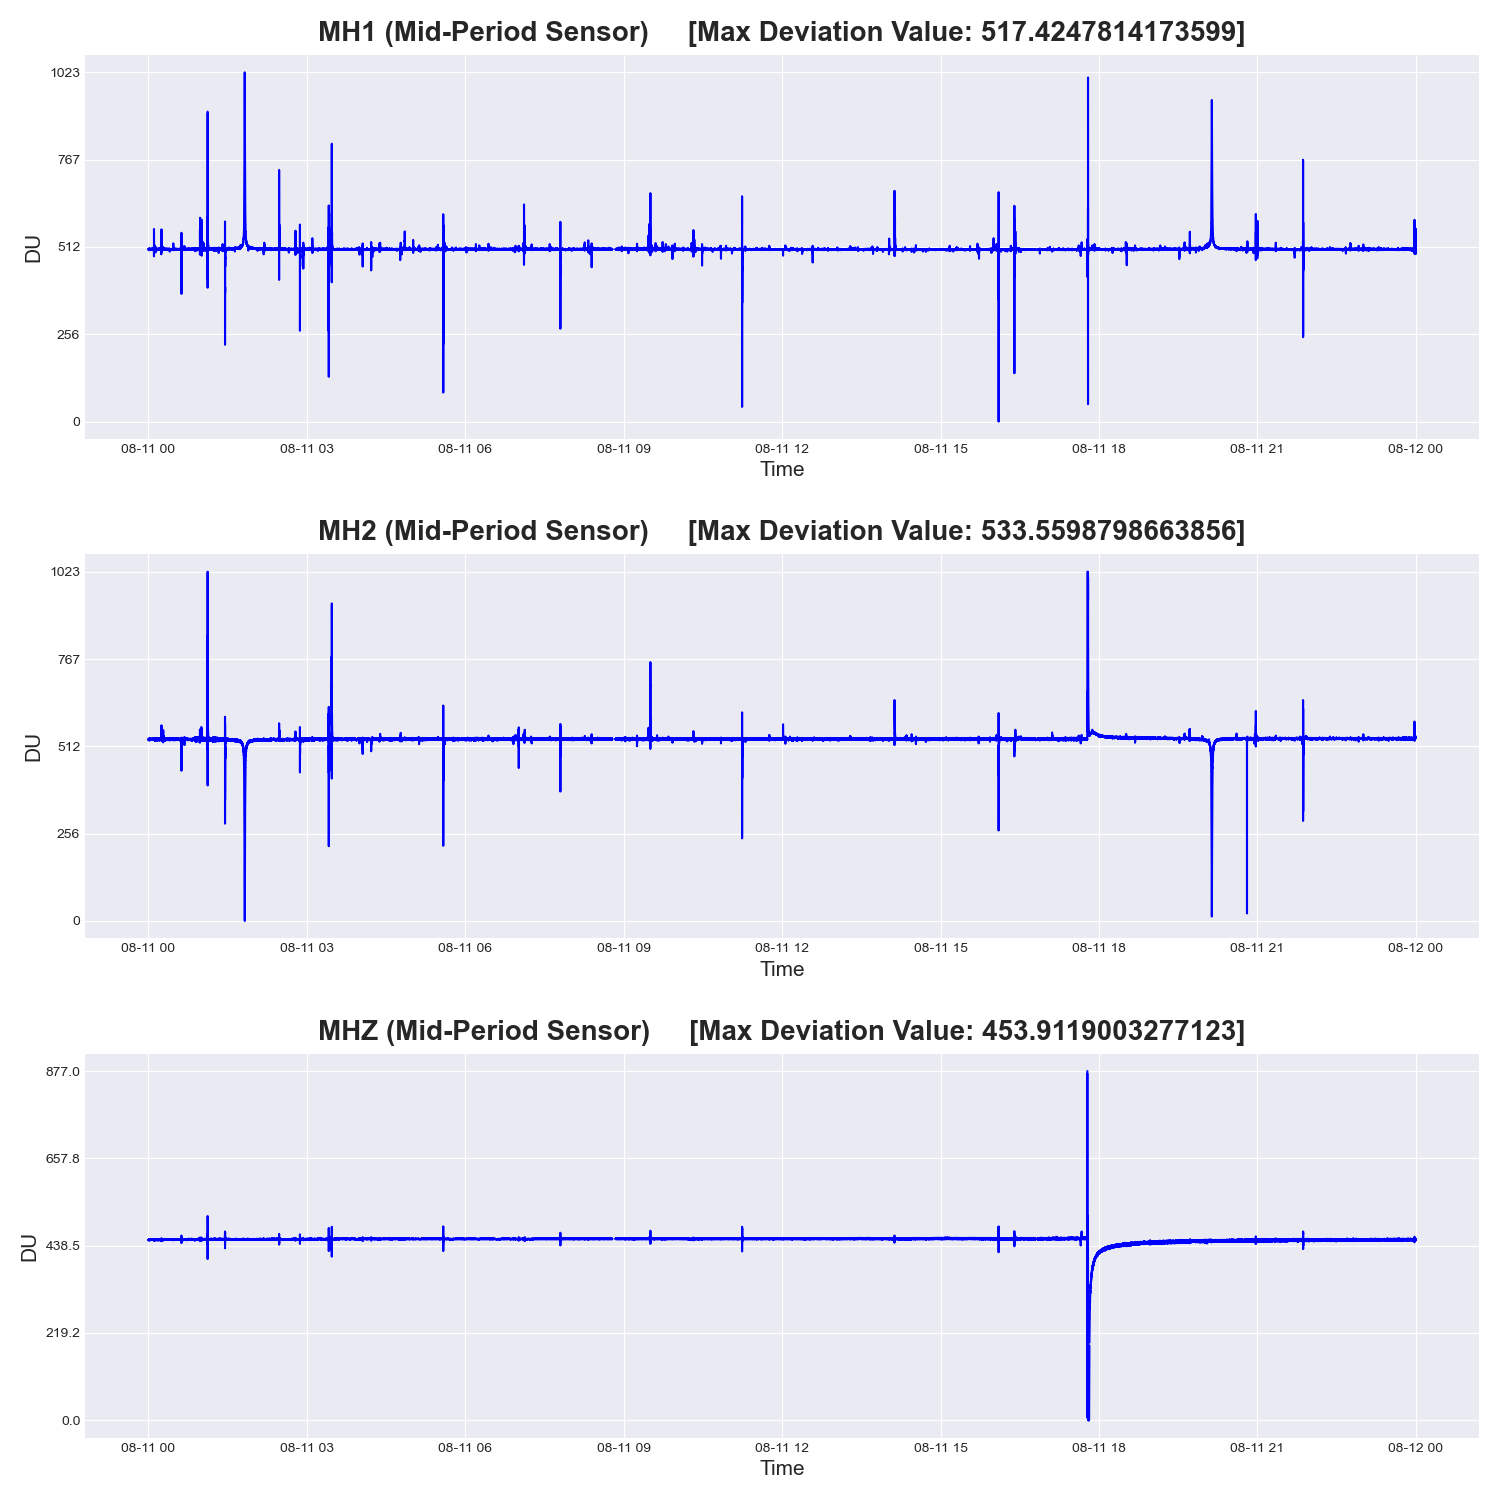 MH1 (Mid-Period Sensor) [Max Deviation Value: 517.4247814173599]
1023
767
512
256
0
DU
08-11 00 08-11 03 08-11 06 08-11 09 08-11 12 08-11 15 08-11 18 08-11 21 08-12 00
Time
MH2 (Mid-Period Sensor) [Max Deviation Value: 533.5598798663856]
1023
767
512
256
0
DU
08-11 00 08-11 03 08-11 06 08-11 09 08-11 12 08-11 15 08-11 18 08-11 21 08-12 00
Time
MHZ (Mid-Period Sensor) [Max Deviation Value: 453.9119003277123]
877.0
657.8
438.5
219.2
0.0
DU
08-11 00 08-11 03 08-11 06 08-11 09 08-11 12 08-11 15 08-11 18 08-11 21 08-12 00
Time